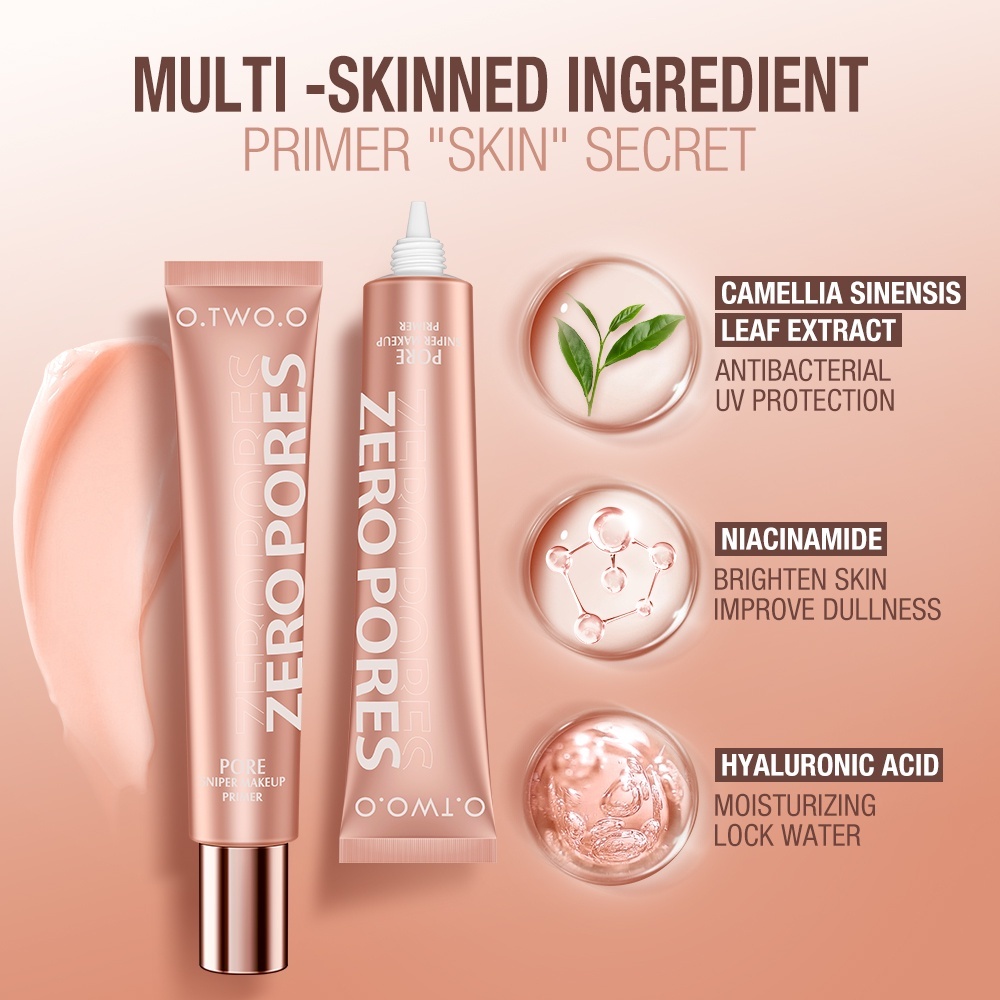 MULTI -SKINNED INGREDIENT
PRIMER "SKIN" SECRET
O.TWO.O
ZERO PORES
ZERO PORES
PORE
SNIPER MAKEUP
PRIMER
PORE
SNIPER MAKEUP
PRIMER
ZERO PORES
ZERO PORES
O.TWO.O
CAMELLIA SINENSIS
LEAF EXTRACT
ANTIBACTERIAL
UV PROTECTION
NIACINAMIDE
BRIGHTEN SKIN
IMPROVE DULLNESS
HYALURONIC ACID
MOISTURIZING
LOCK WATER